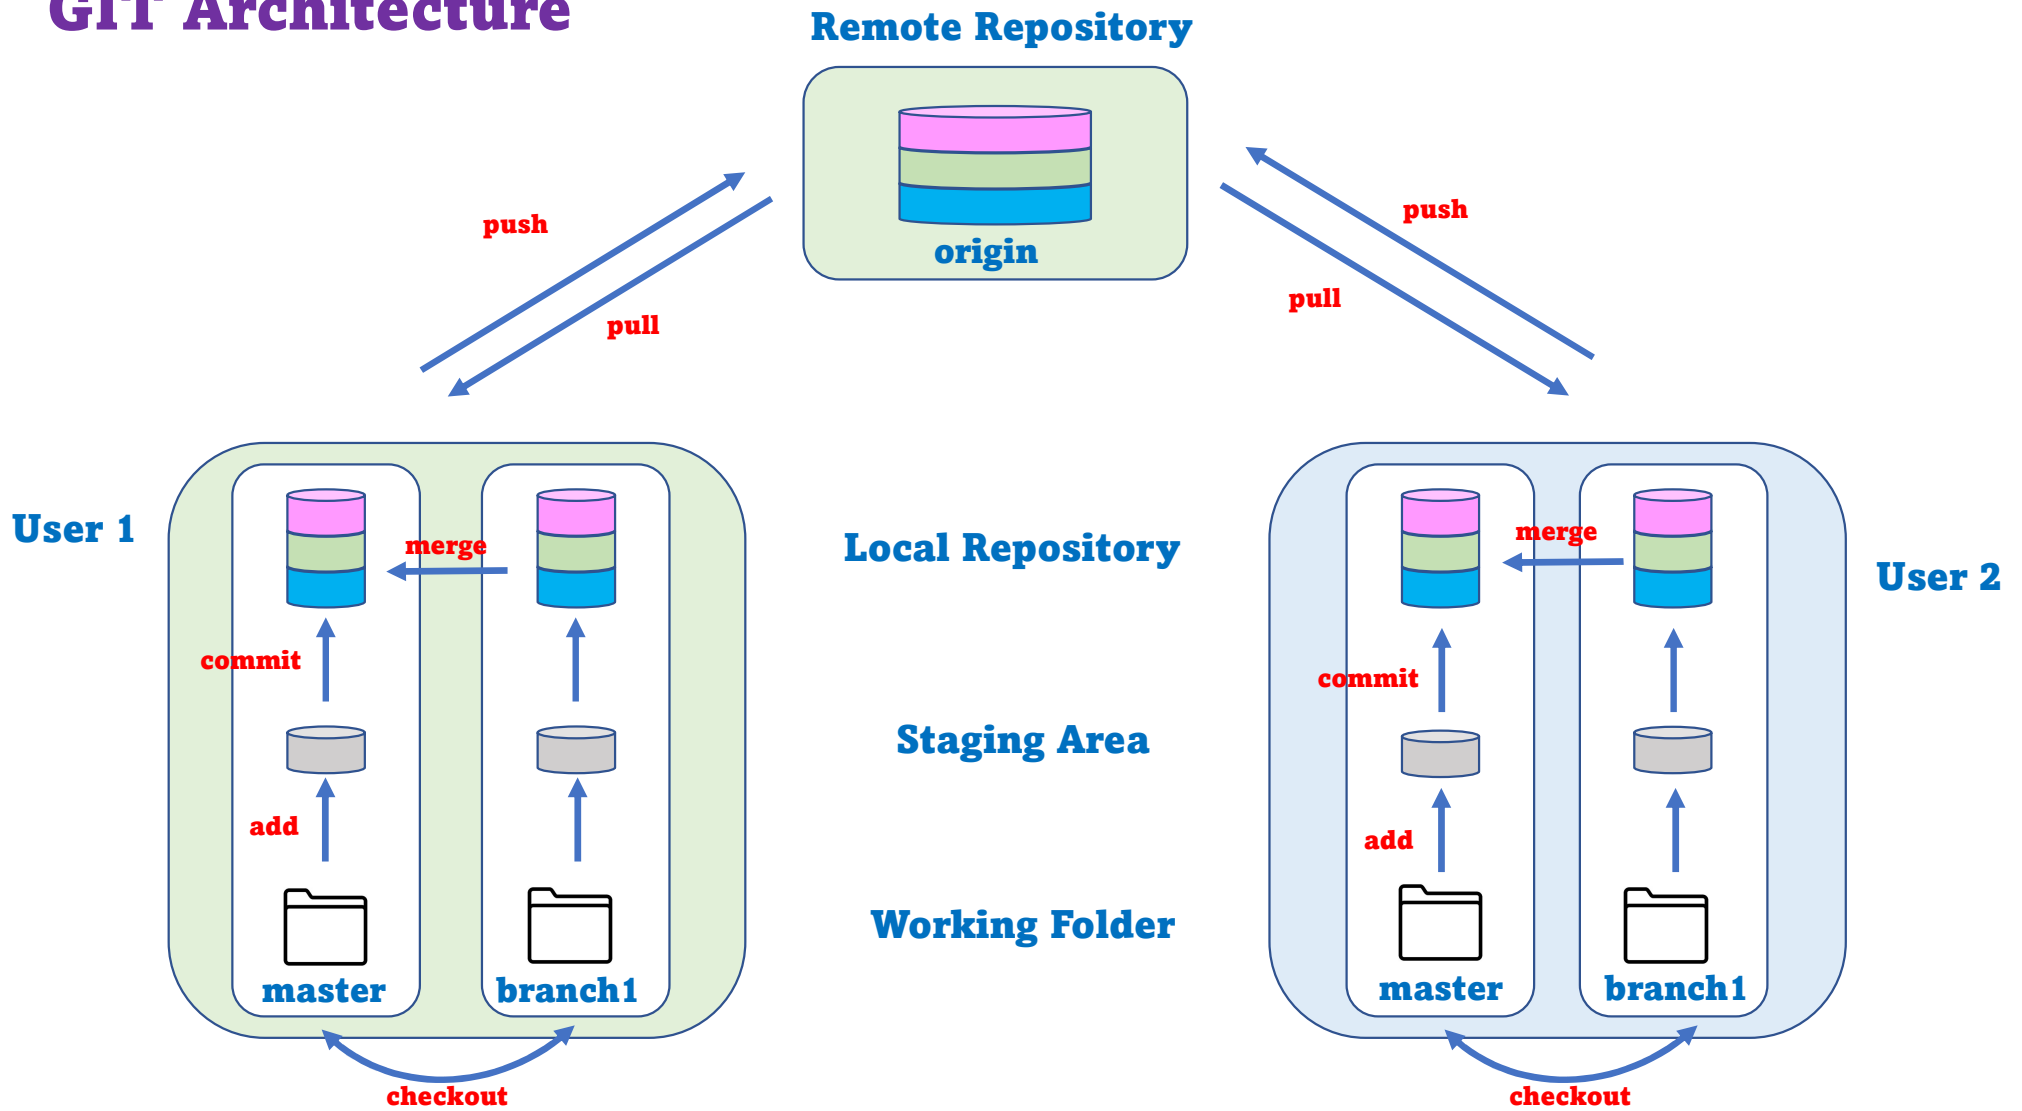 GIT Architecture
Remote Repository
origin
push
pull
push
pull
User 1
merge
commit
add
master
branch1
checkout
Local Repository
Staging Area
Working Folder
User 2
merge
commit
add
master
branch1
checkout